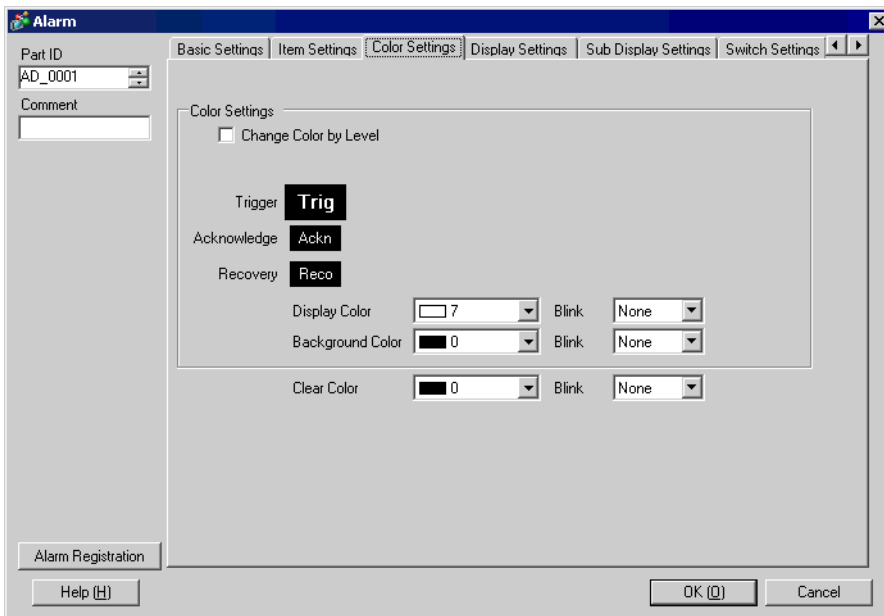 Alarm
Part ID
AD_0001
Comment
Basic Settings Item Settings Color Settings Display Settings Sub Display Settings Switch Settings
Color Settings
Change Color by Level
Trigger Trig
Acknowledge Ackn
Recovery Reco
Display Color 7 Blink None
Background Color 0 Blink None
Clear Color 0 Blink None
Alarm Registration
Help (H) OK (O) Cancel